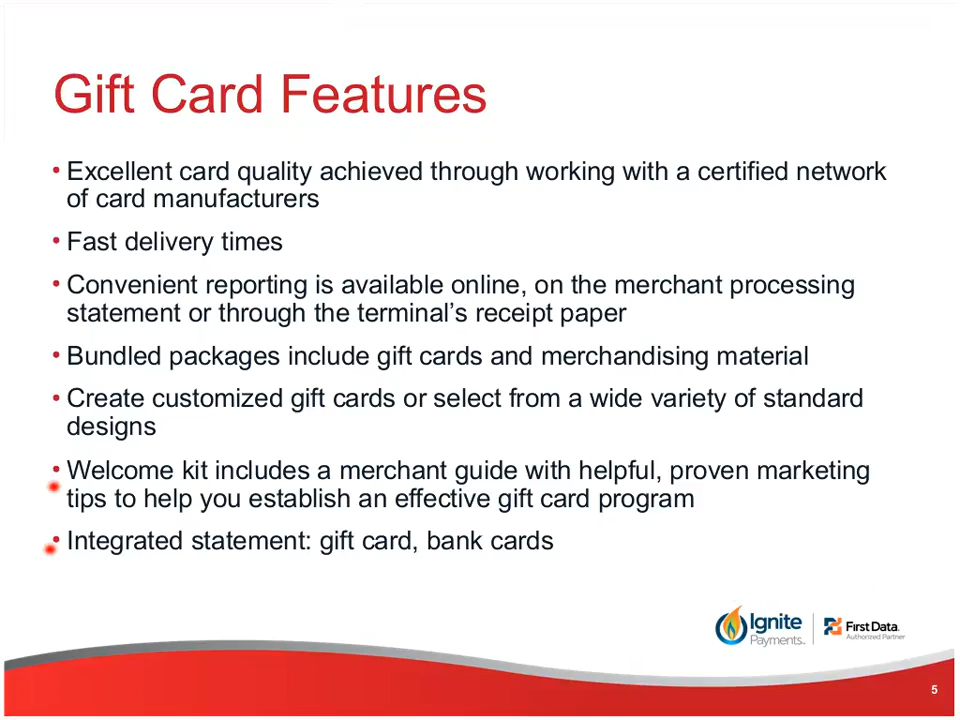 Gift Card Features
• Excellent card quality achieved through working with a certified network
of card manufacturers
• Fast delivery times
• Convenient reporting is available online, on the merchant processing
statement or through the terminal’s receipt paper
• Bundled packages include gift cards and merchandising material
• Create customized gift cards or select from a wide variety of standard
designs
• Welcome kit includes a merchant guide with helpful, proven marketing
tips to help you establish an effective gift card program
• Integrated statement: gift card, bank cards
Ignite
Payments.
First Data.
Authorized Partner
5